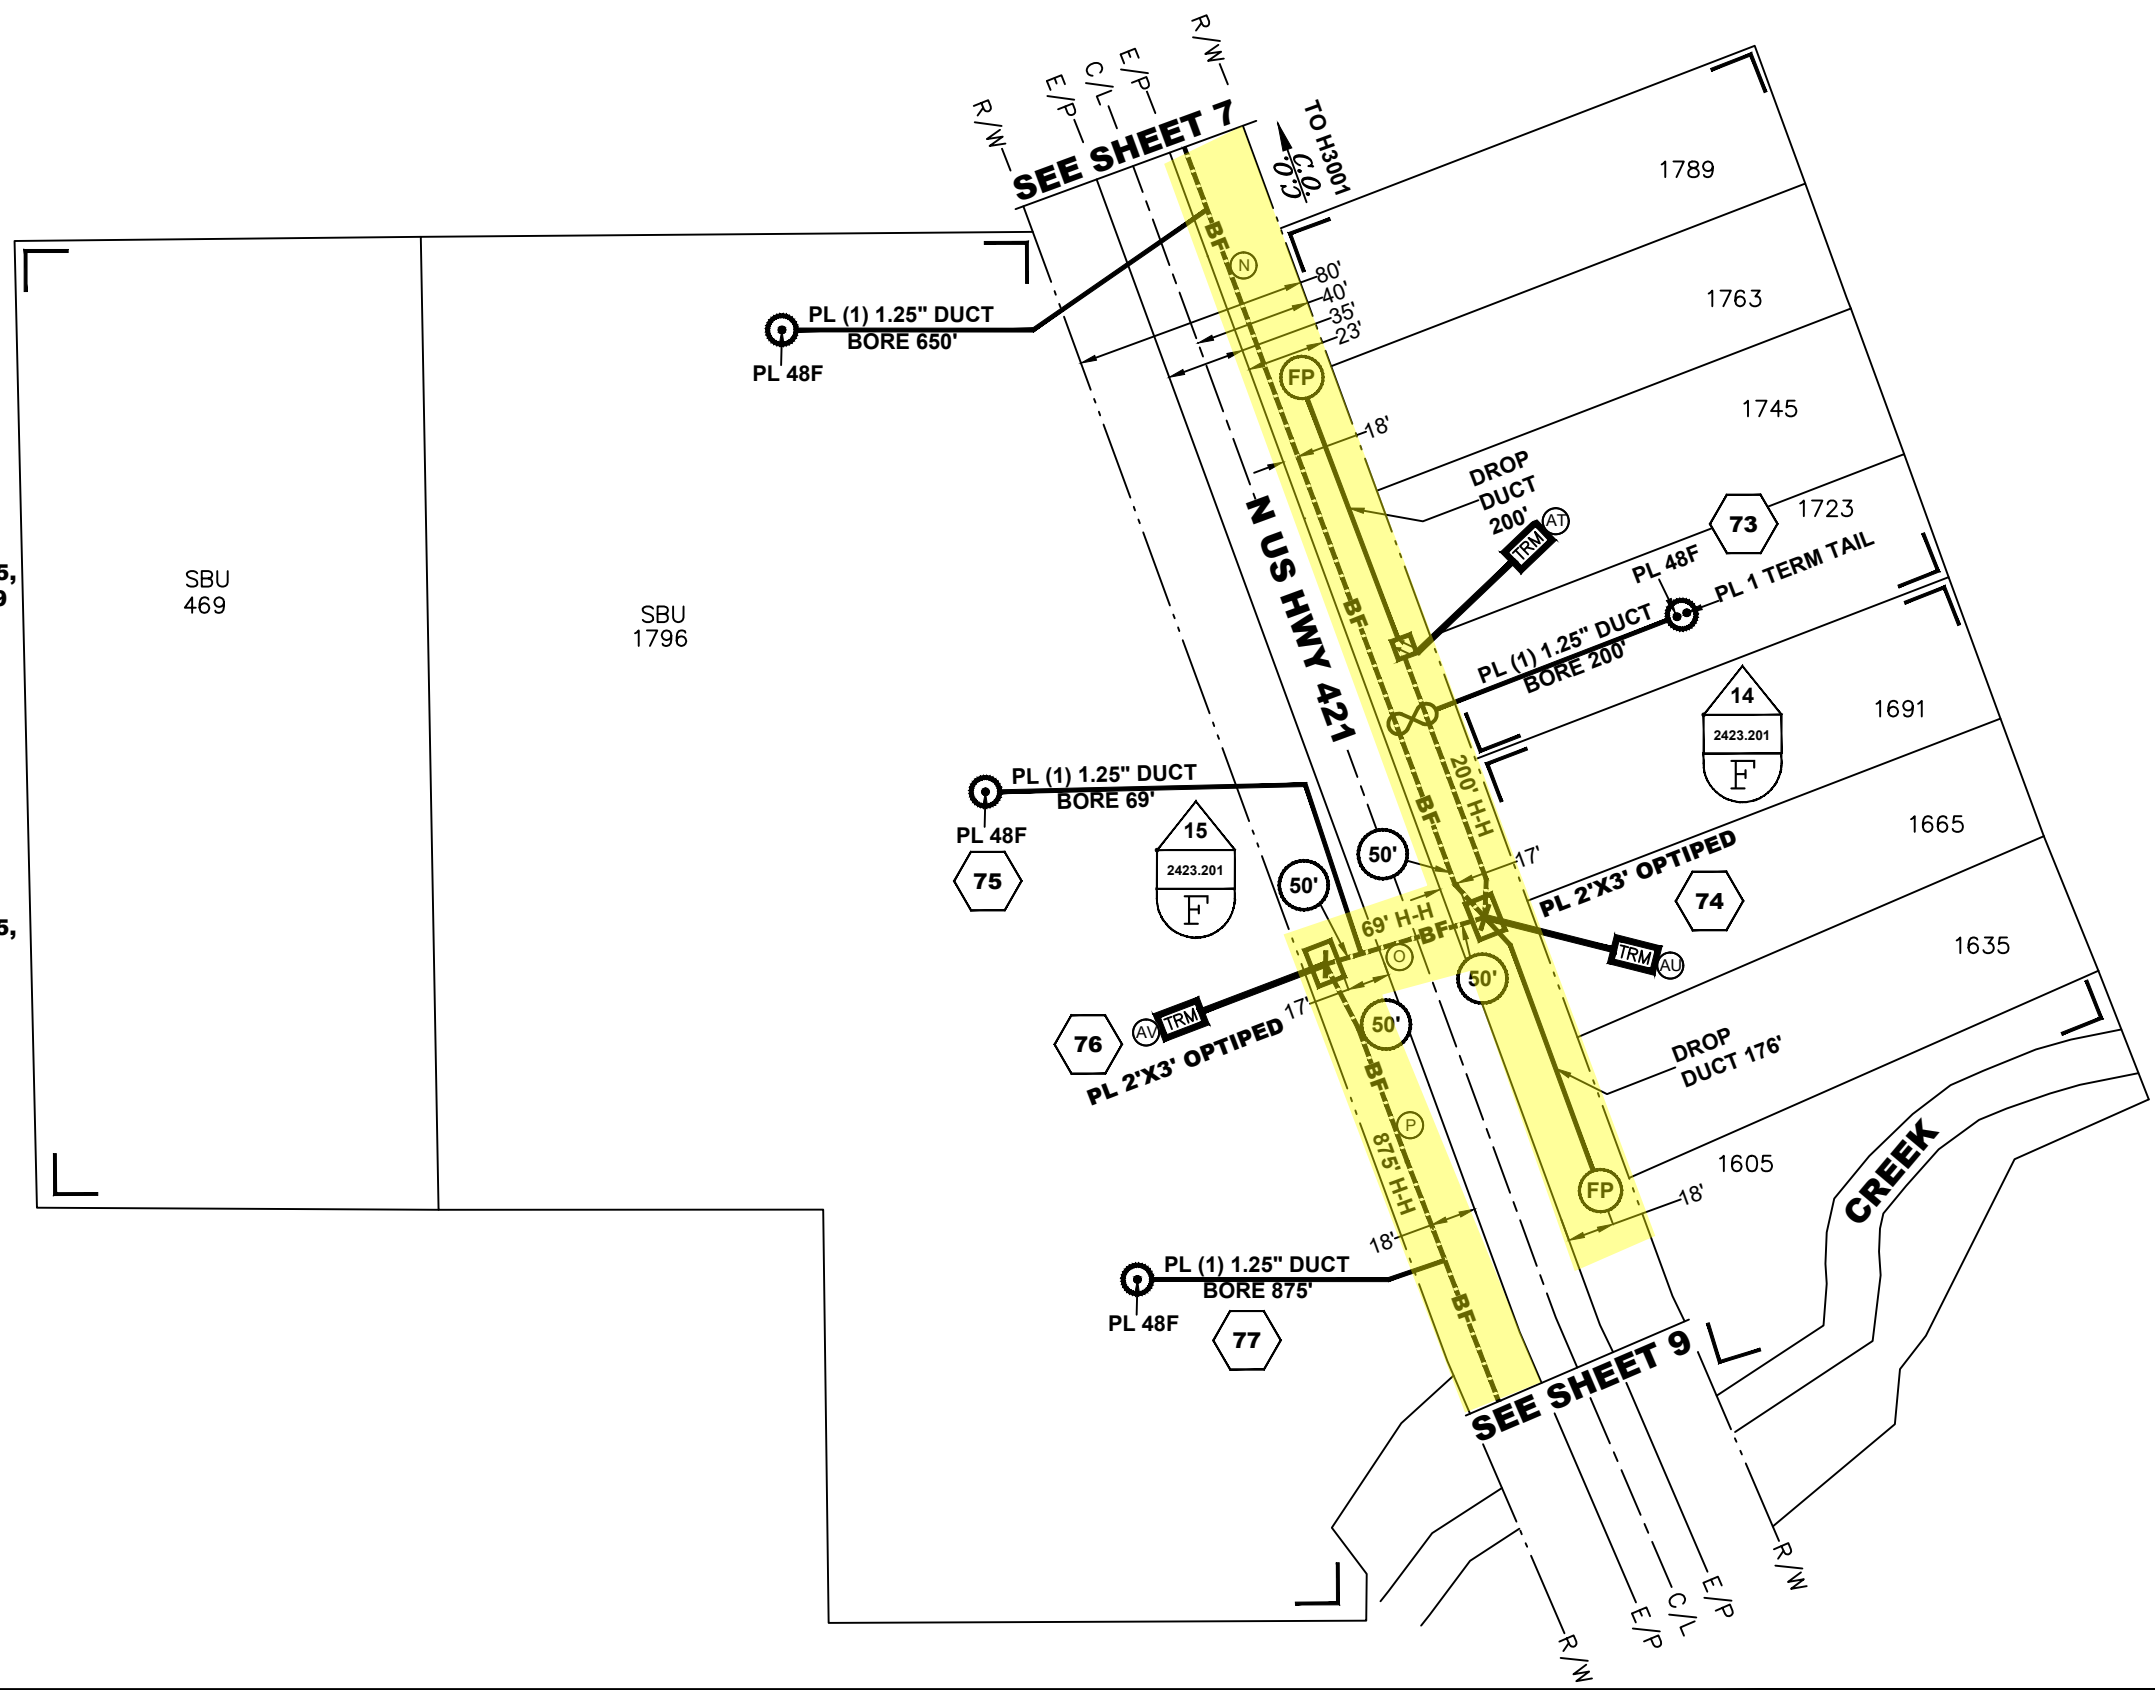 R/W
E/P
C/L
E/P
R/W
SEE SHEET 7
TO H3001
C.O.
C.O.
1789
1763
1745
1723
1691
1665
1635
1605
N
80'
40'
35'
23'
PL (1) 1.25" DUCT
BORE 650'
PL 48F
BF
FP
18'
DROP
DUCT
200'
TRM
AT
73
PL 48F
PL 1 TERM TAIL
PL (1) 1.25" DUCT
BORE 200'
N US HWY 421
BF
SBU
469
SBU
1796
5,
9
5,
14
2423.201
F
200' H-H
BF
PL (1) 1.25" DUCT
BORE 69'
PL 48F
75
15
2423.201
F
50'
50'
17'
PL 2'X3' OPTIPED
74
69' H-H
BF
O
TRM
AU
50'
17'
50'
TRM
AV
76
PL 2'X3' OPTIPED
BF
P
875' H-H
DROP
DUCT 176'
FP
18'
CREEK
18'
PL (1) 1.25" DUCT
BORE 875'
PL 48F
77
BF
SEE SHEET 9
R/W
E/P
C/L
E/P
R/W